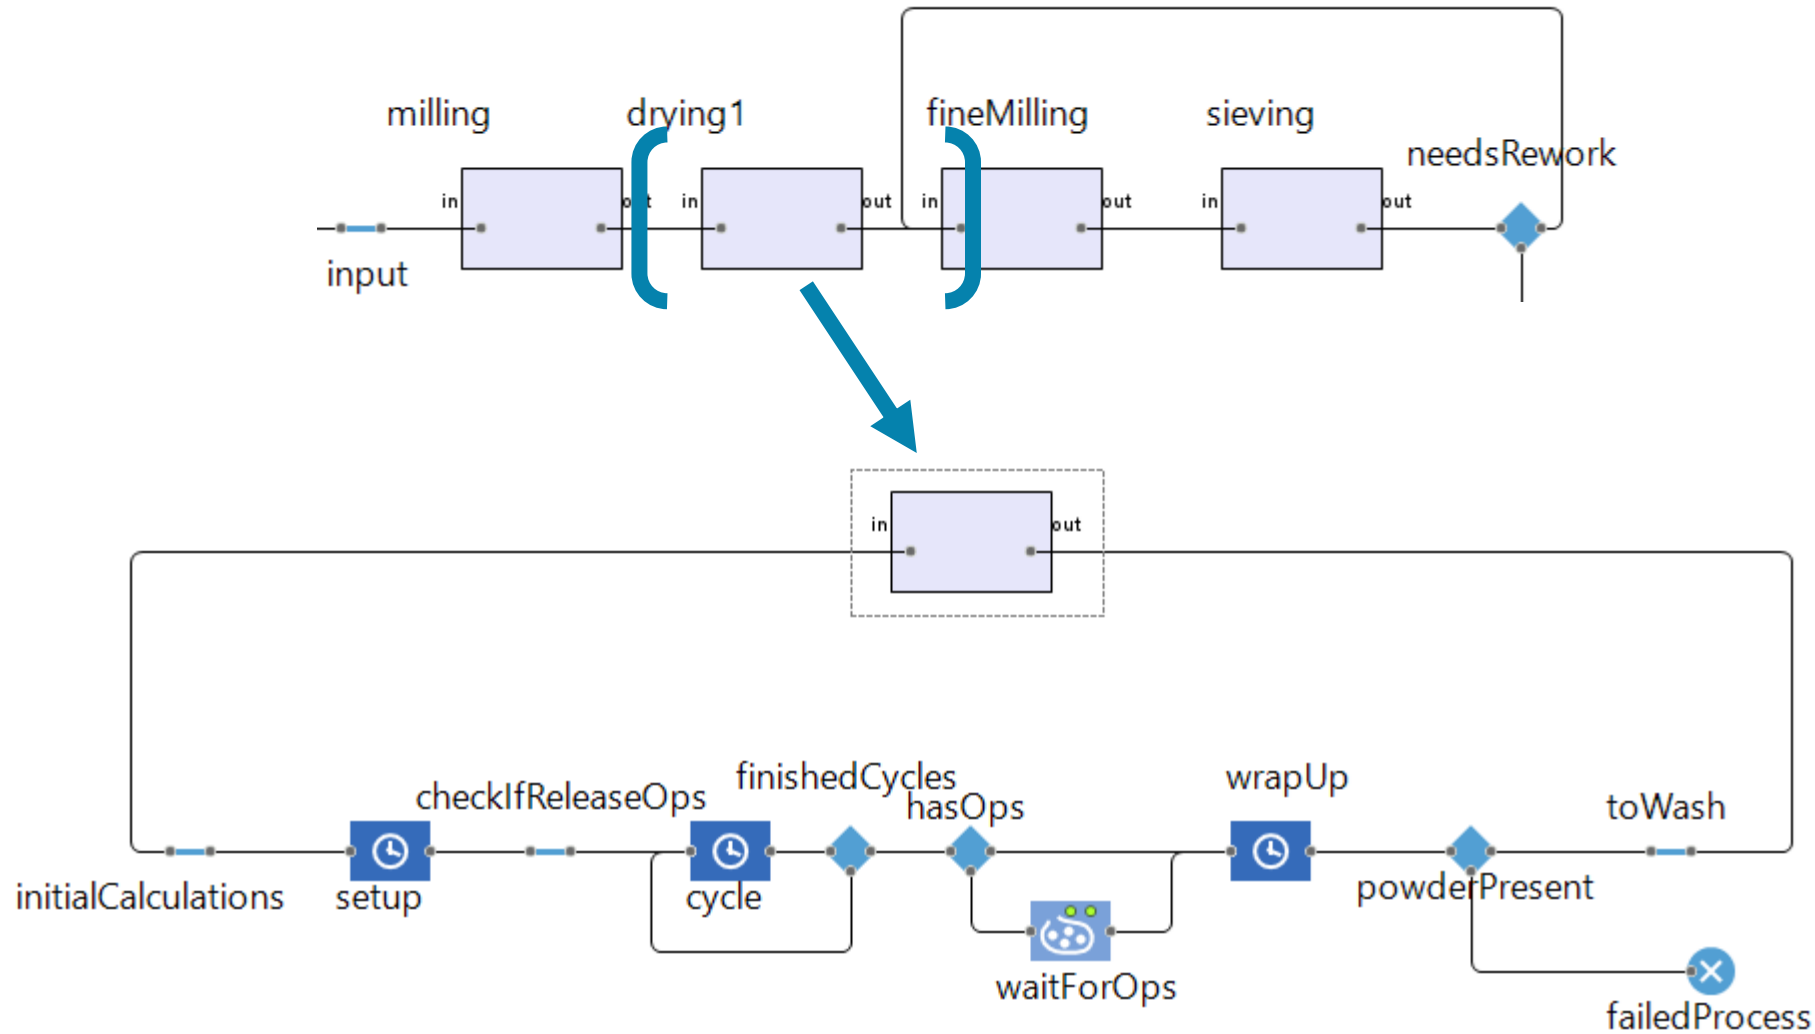 milling
drying1
fineMilling
sieving
needsRework
in
out
in
out
in
out
in
out
input
in
out
finishedCycles
wrapUp
checkIfReleaseOps
hasOps
toWash
initialCalculations
setup
cycle
powderPresent
waitForOps
failedProcess